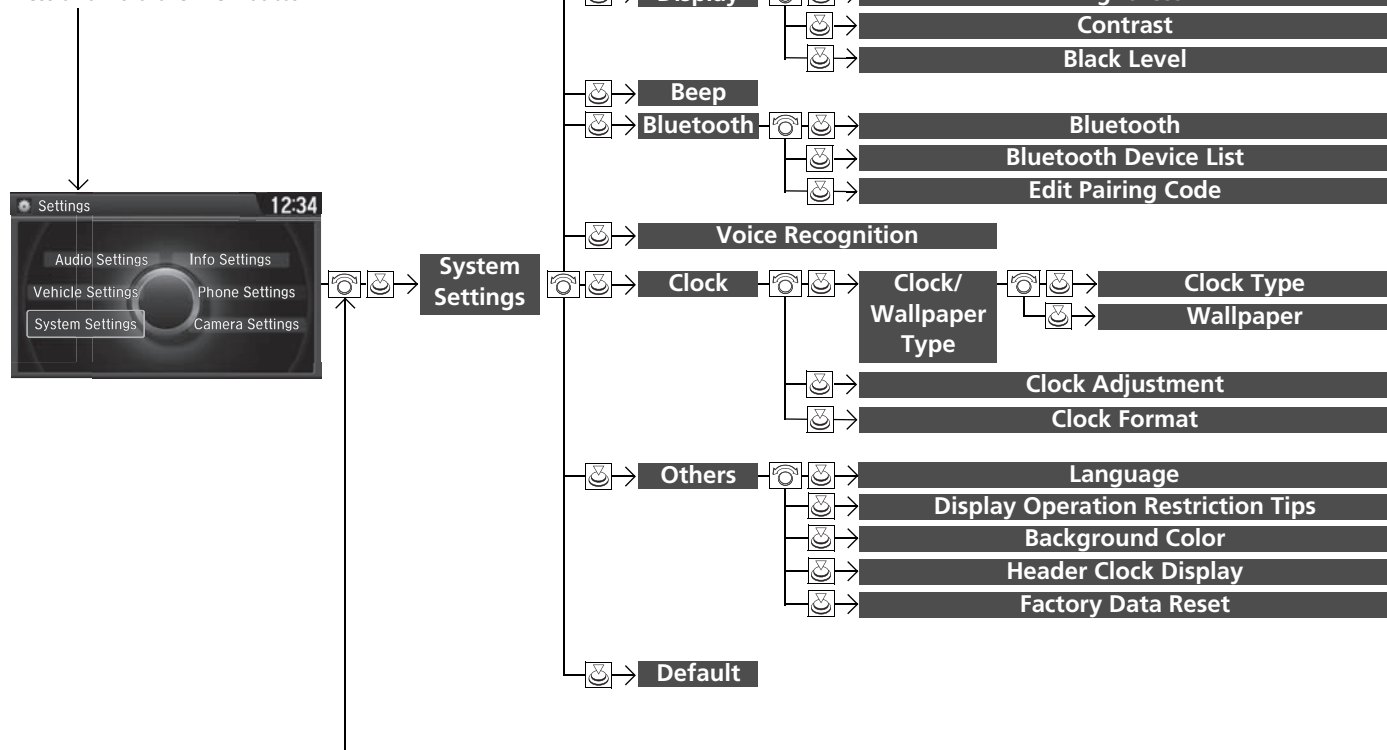 Display
Contrast
Black Level
Beep
Bluetooth
Bluetooth
Bluetooth Device List
Edit Pairing Code
Settings 12:34
Audio Settings Info Settings
Vehicle Settings Phone Settings
System Settings Camera Settings
Voice Recognition
System
Settings
Clock
Clock/
Wallpaper
Type
Clock Type
Wallpaper
Clock Adjustment
Clock Format
Others
Language
Display Operation Restriction Tips
Background Color
Header Clock Display
Factory Data Reset
Default